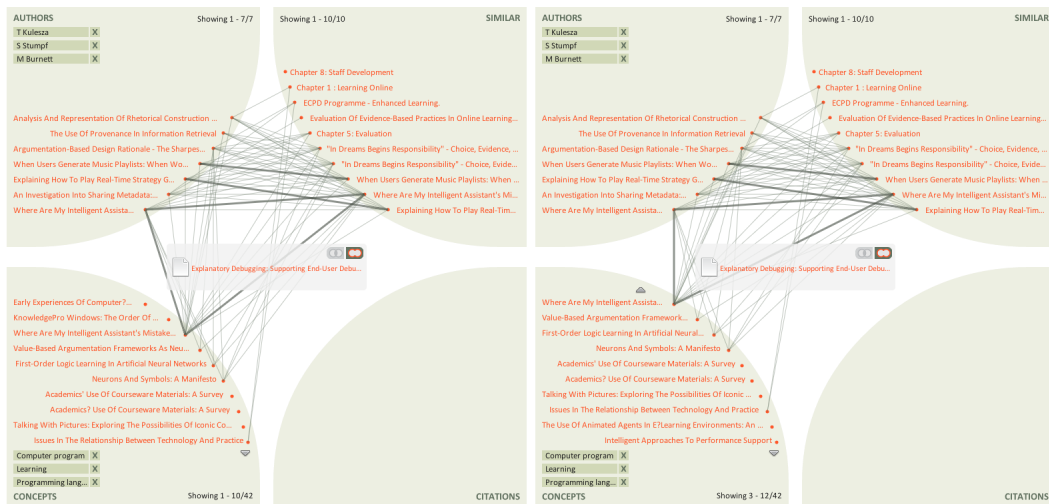 AUTHORS
Showing 1 - 7/7
T Kulesza X
S Stumpf X
M Burnett X
Showing 1 - 10/10
SIMILAR
Chapter 8: Staff Development
Chapter 1 : Learning Online
ECPD Programme - Enhanced Learning.
Evaluation Of Evidence-Based Practices In Online Learning...
Chapter 5: Evaluation
"In Dreams Begins Responsibility" - Choice, Evidence, ...
"In Dreams Begins Responsibility" - Choice, Evide...
When Users Generate Music Playlists: When ...
Where Are My Intelligent Assistant's Mi...
Explaining How To Play Real-Tim...
Analysis And Representation Of Rhetorical Construction ...
The Use Of Provenance In Information Retrieval
Argumentation-Based Design Rationale - The Sharpes...
When Users Generate Music Playlists: When Wo...
Explaining How To Play Real-Time Strategy G...
An Investigation Into Sharing Metadata:...
Where Are My Intelligent Assista...
Explanatory Debugging: Supporting End-User Debu...
Early Experiences Of Computer?...
KnowledgePro Windows: The Order Of ...
Where Are My Intelligent Assistant's Mistake...
Value-Based Argumentation Frameworks As Neu...
First-Order Logic Learning In Artificial Neural Networks
Neurons And Symbols: A Manifesto
Academics' Use Of Courseware Materials: A Survey
Academics? Use Of Courseware Materials: A Survey
Talking With Pictures: Exploring The Possibilities Of Iconic Co...
Issues In The Relationship Between Technology And Practice
Computer program X
Learning X
Programming lang... X
CONCEPTS
Showing 1 - 10/42
CITATIONS
AUTHORS
Showing 1 - 7/7
T Kulesza X
S Stumpf X
M Burnett X
Showing 1 - 10/10
SIMILAR
Chapter 8: Staff Development
Chapter 1 : Learning Online
ECPD Programme - Enhanced Learning.
Evaluation Of Evidence-Based Practices In Online Learning...
Chapter 5: Evaluation
"In Dreams Begins Responsibility" - Choice, Evidence, ...
"In Dreams Begins Responsibility" - Choice, Evide...
When Users Generate Music Playlists: When ...
Where Are My Intelligent Assistant's Mi...
Explaining How To Play Real-Tim...
Analysis And Representation Of Rhetorical Construction ...
The Use Of Provenance In Information Retrieval
Argumentation-Based Design Rationale - The Sharpes...
When Users Generate Music Playlists: When Wo...
Explaining How To Play Real-Time Strategy G...
An Investigation Into Sharing Metadata:...
Where Are My Intelligent Assista...
Explanatory Debugging: Supporting End-User Debu...
Where Are My Intelligent Assista...
Value-Based Argumentation Framework...
First-Order Logic Learning In Artificial Neural...
Neurons And Symbols: A Manifesto
Academics' Use Of Courseware Materials: A Survey
Academics? Use Of Courseware Materials: A Survey
Talking With Pictures: Exploring The Possibilities Of Iconic ...
Issues In The Relationship Between Technology And Practice
The Use Of Animated Agents In E?Learning Environments: An ...
Intelligent Approaches To Performance Support
Computer program X
Learning X
Programming lang... X
CONCEPTS
Showing 3 - 12/42
CITATIONS